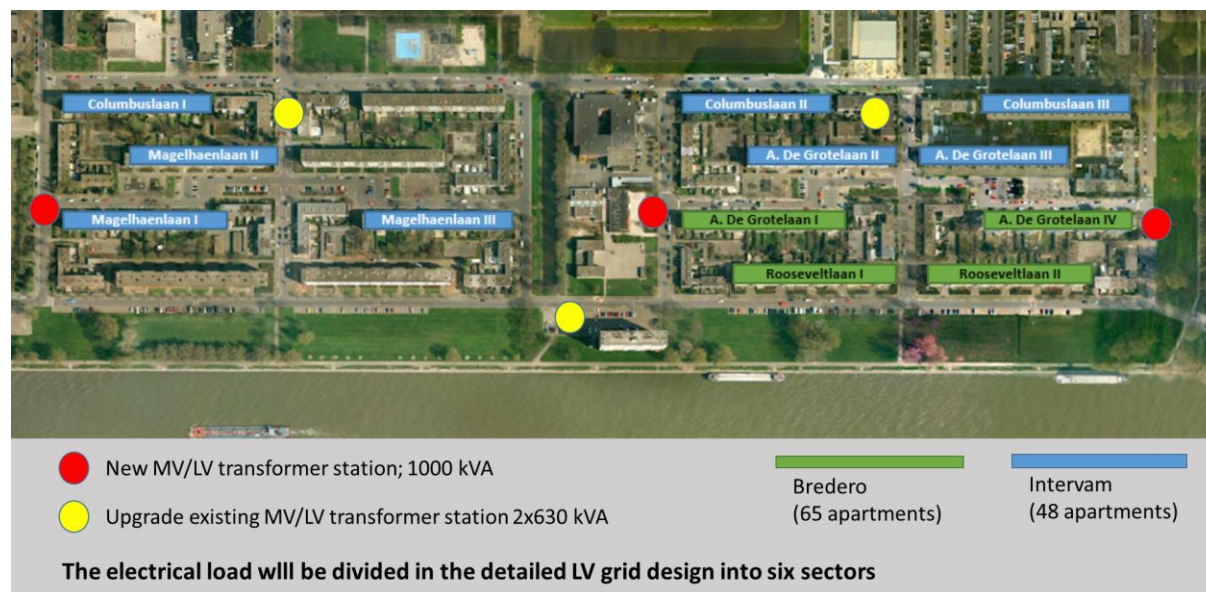 Columbuslaan I
Columbuslaan II
Columbuslaan III
Magelhaenlaan II
A. De Grotelaan II
A. De Grotelaan III
Magelhaenlaan I
Magelhaenlaan III
A. De Grotelaan I
A. De Grotelaan IV
Rooseveltlaan I
Rooseveltlaan II
New MV/LV transformer station; 1000 kVA
Upgrade existing MV/LV transformer station 2x630 kVA
Bredero
(65 apartments)
Intervam
(48 apartments)
The electrical load wlll be divided in the detailed LV grid design into six sectors